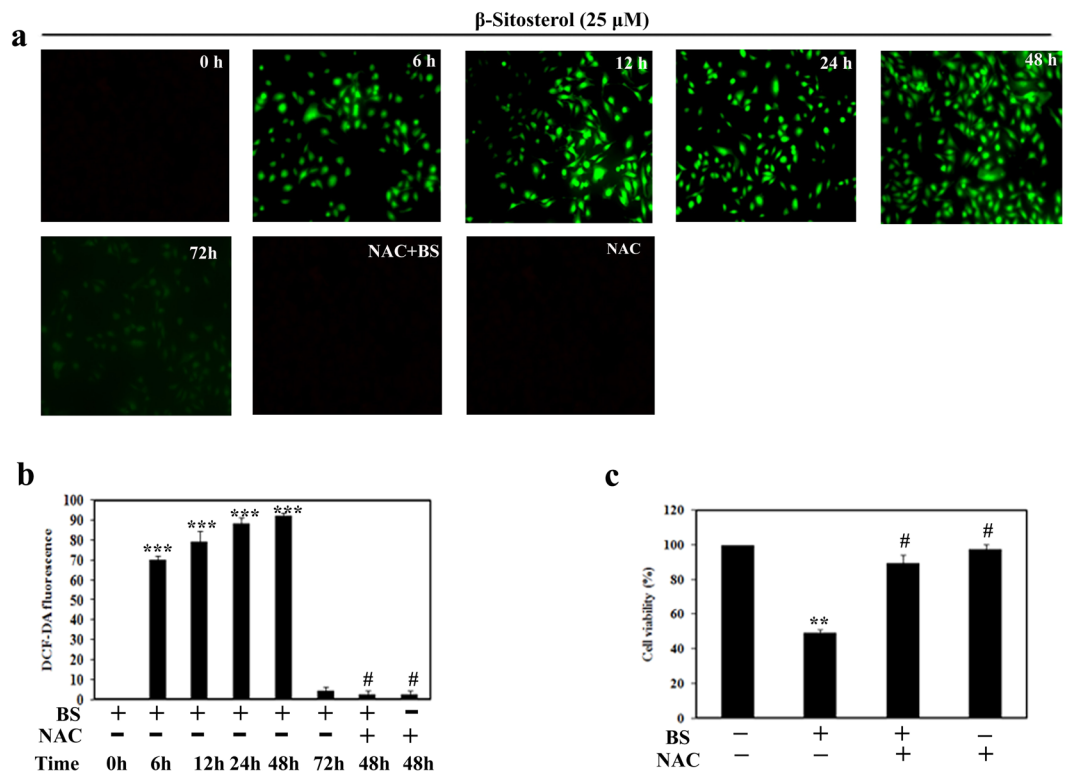 β-Sitosterol (25 μM)
a
0 h 6 h 12 h 24 h 48 h
72h NAC+BS NAC
b
DCF-DA fluorescence
100
90
80
70
60
50
40
30
20
10
0
*** *** *** *** # #
BS + + + + + + + −
NAC − − − − − − + +
Time 0h 6h 12h 24h 48h 72h 48h 48h
c
Cell viability (%)
120
100
80
60
40
20
0
** # #
BS − + + −
NAC − − + +